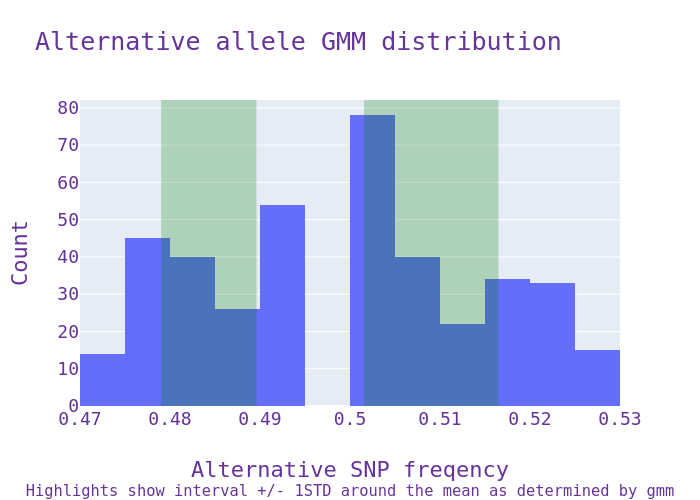 Alternative allele GMM distribution
80
70
60
50
40
30
20
10
0
Count
0.47 0.48 0.49 0.5 0.51 0.52 0.53
Alternative SNP freqency
Highlights show interval +/- 1STD around the mean as determined by gmm